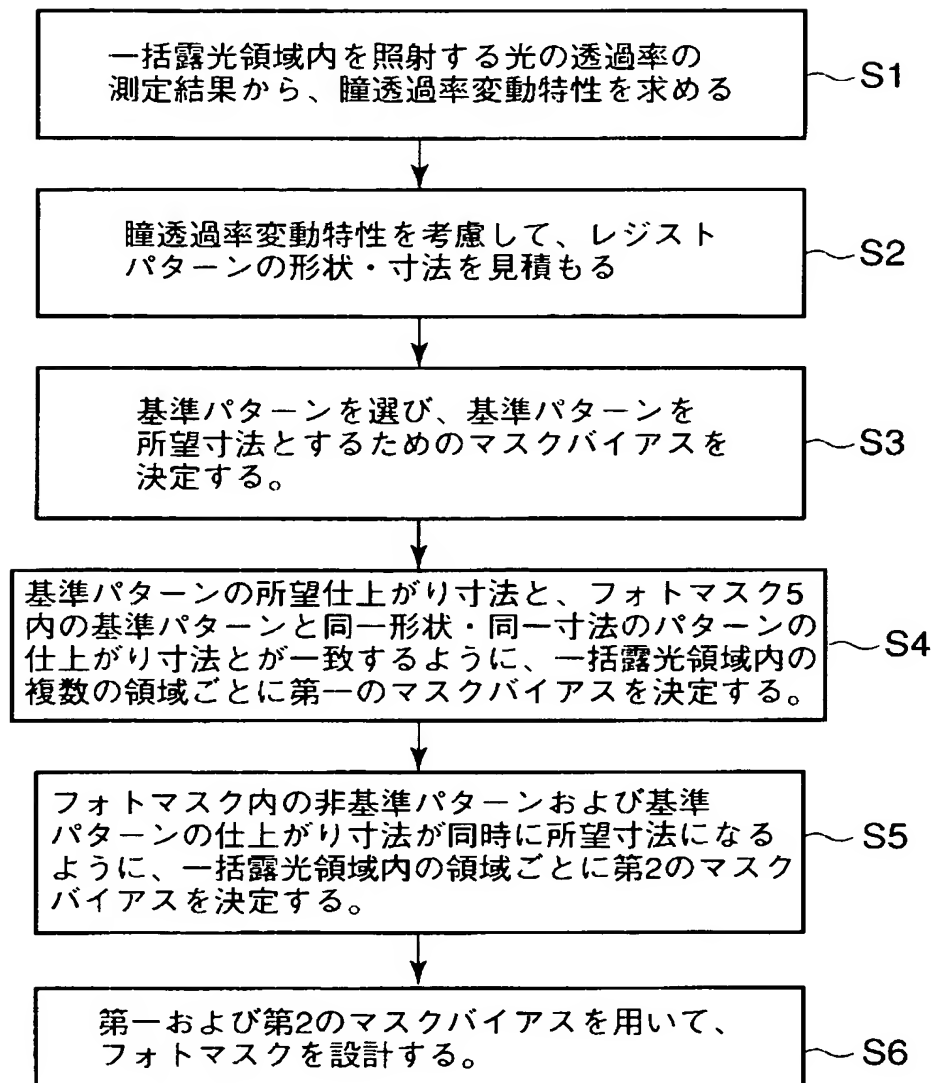 一括露光領域内を照射する光の透過率の
測定結果から、瞳透過率変動特性を求める
S1
瞳透過率変動特性を考慮して、レジスト
パターンの形状・寸法を見積もる
S2
基準パターンを選び、基準パターンを
所望寸法とするためのマスクバイアスを
決定する。
S3
基準パターンの所望仕上がり寸法と、フォトマスク5
内の基準パターンと同一形状・同一寸法のパターンの
仕上がり寸法とが一致するように、一括露光領域内の
複数の領域ごとに第一のマスクバイアスを決定する。
S4
フォトマスク内の非基準パターンおよび基準
パターンの仕上がり寸法が同時に所望寸法になる
ように、一括露光領域内の領域ごとに第2のマスク
バイアスを決定する。
S5
第一および第2のマスクバイアスを用いて、
フォトマスクを設計する。
S6